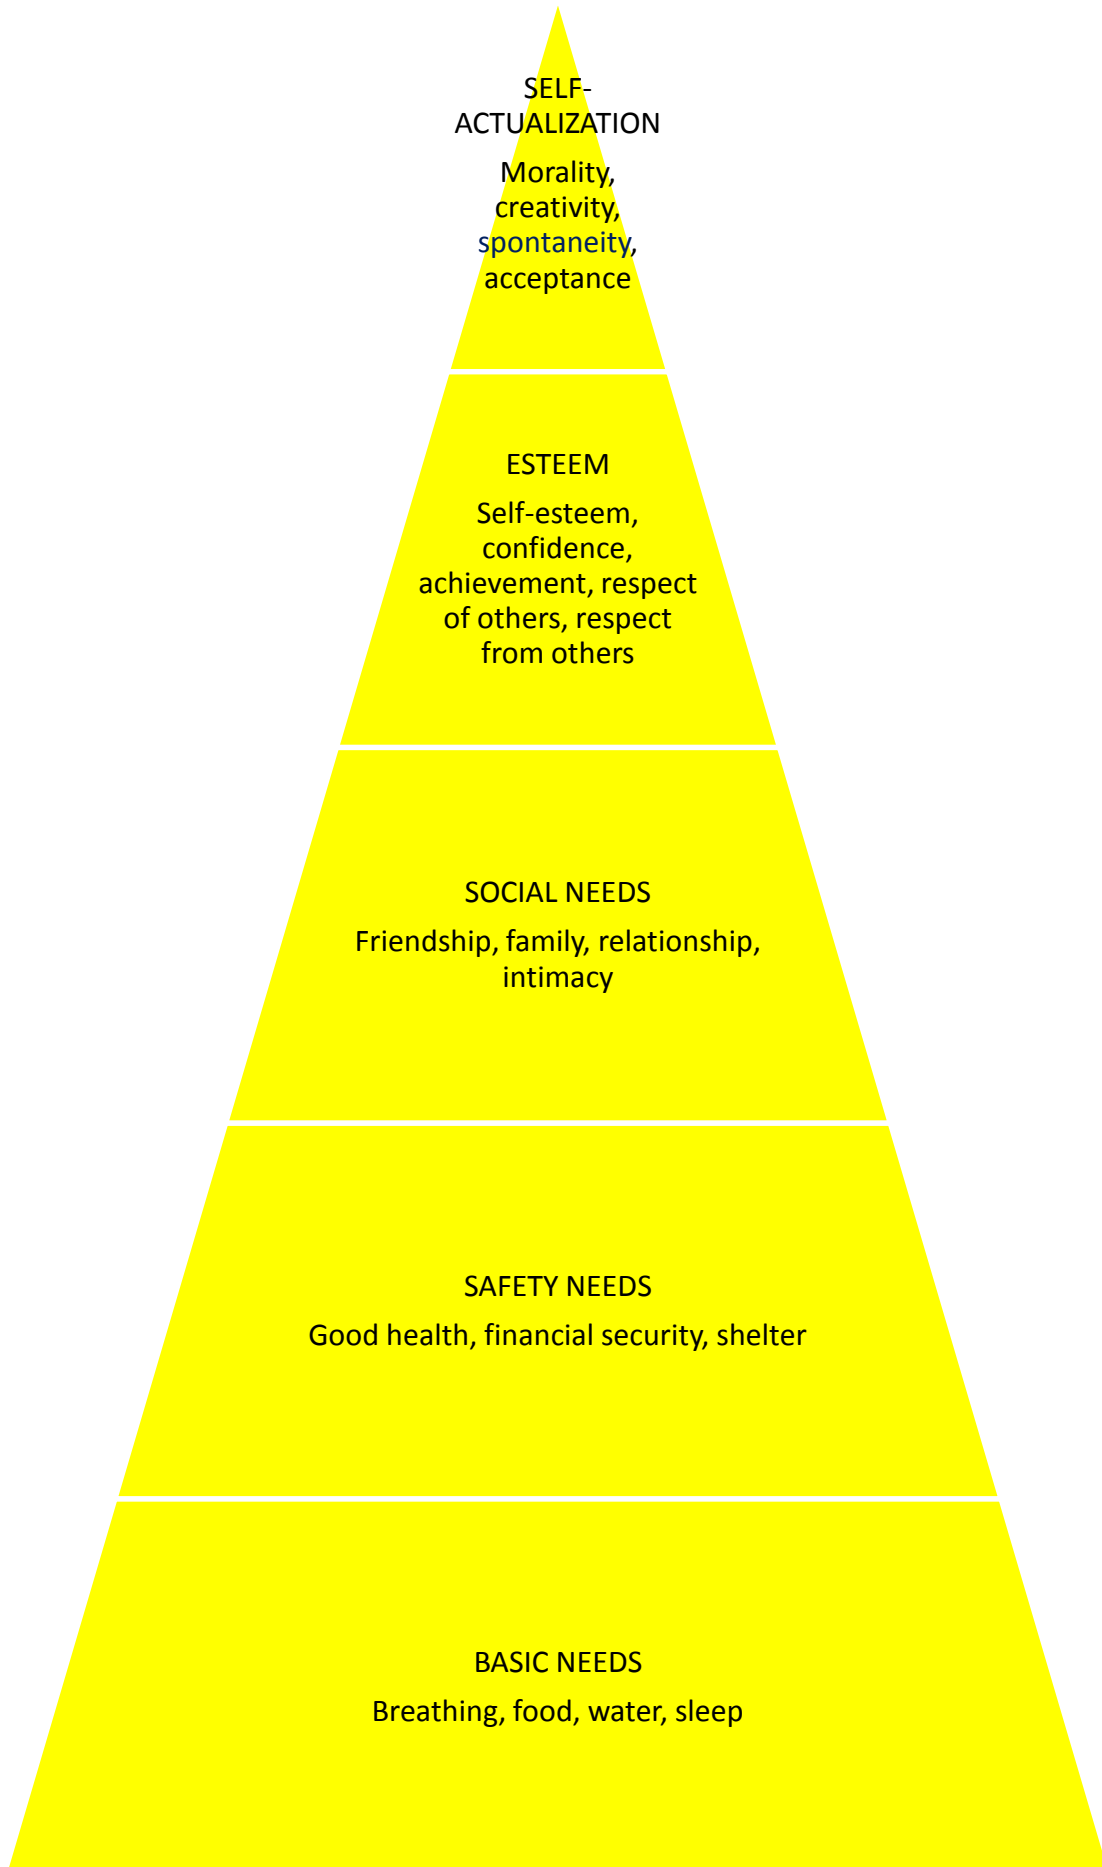 SELF-
ACTUALIZATION
Morality,
creativity,
spontaneity,
acceptance
ESTEEM
Self-esteem,
confidence,
achievement, respect
of others, respect
from others
SOCIAL NEEDS
Friendship, family, relationship,
intimacy
SAFETY NEEDS
Good health, financial security, shelter
BASIC NEEDS
Breathing, food, water, sleep